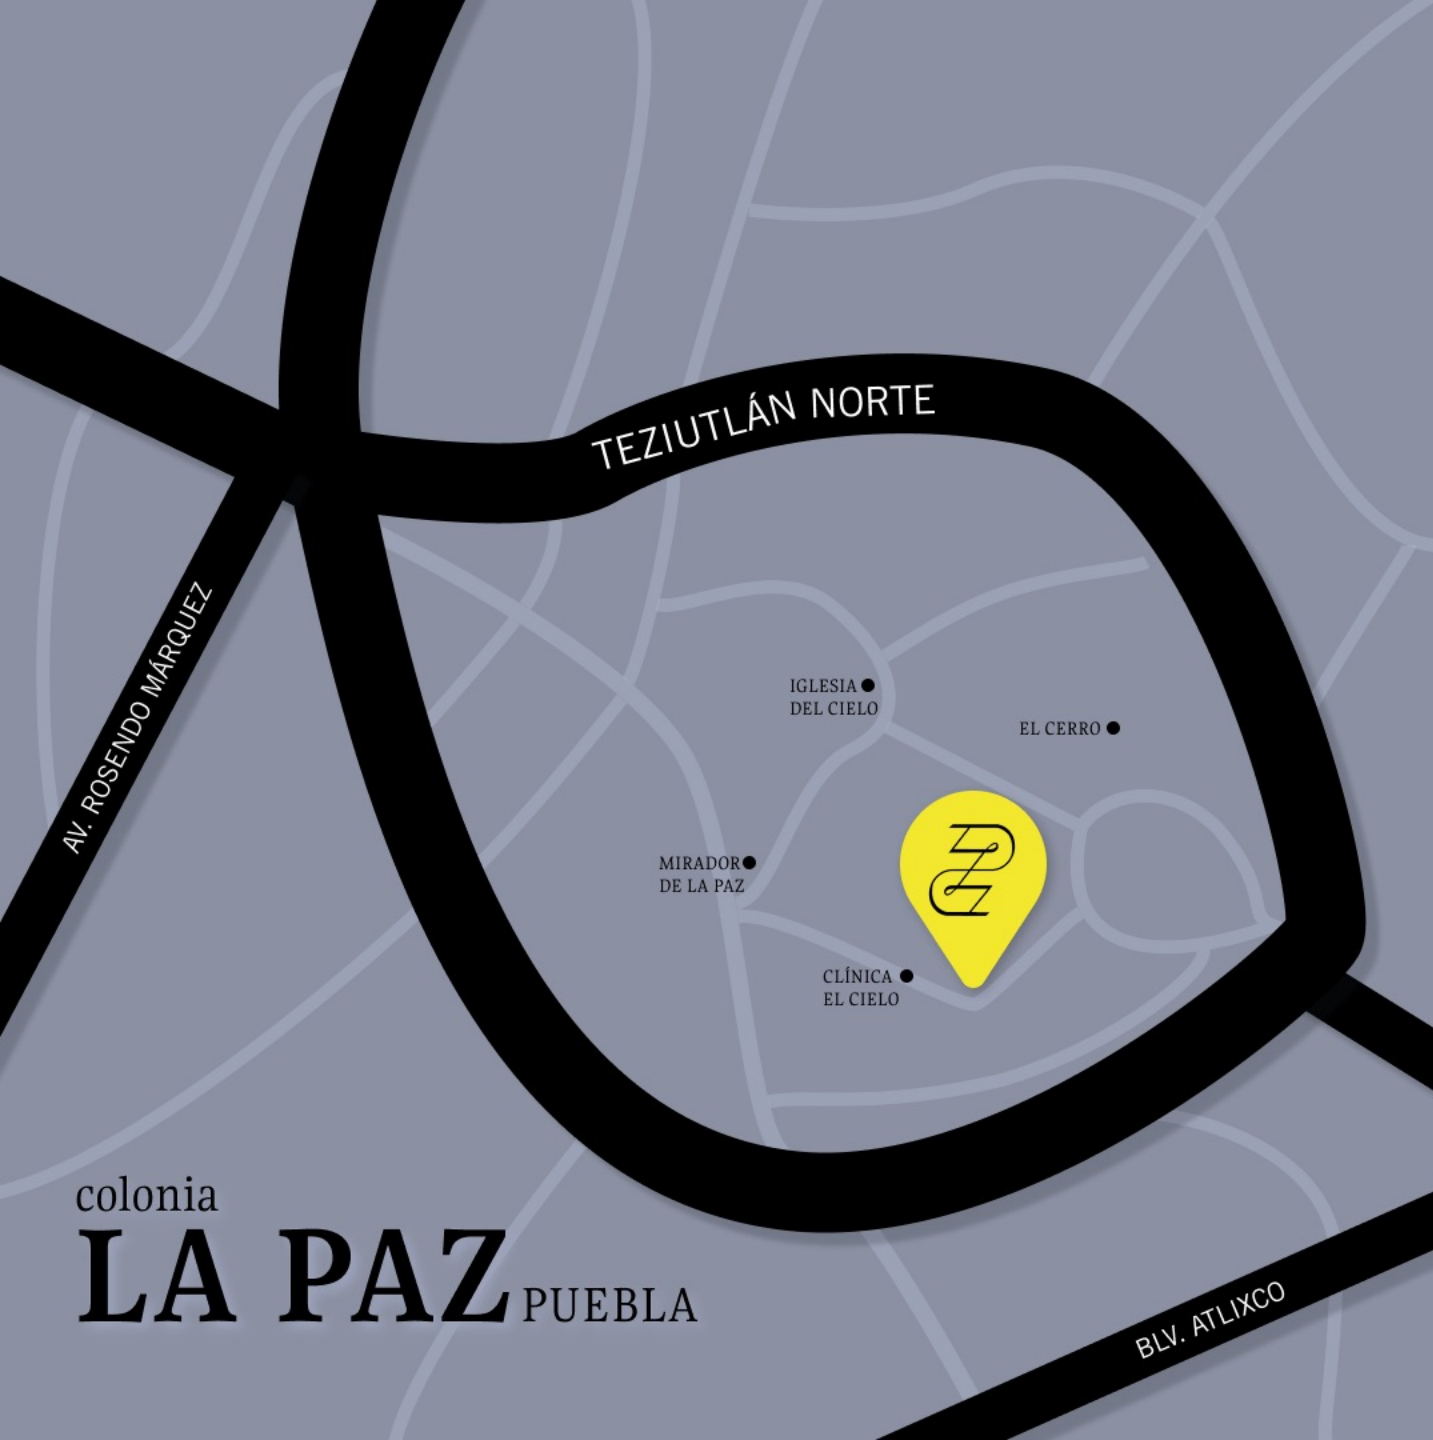 TEZIUTLÁN NORTE
AV. ROSENDO MÁRQUEZ
IGLESIA
DEL CIELO
EL CERRO
MIRADOR
DE LA PAZ
CLÍNICA
EL CIELO
colonia
LA PAZ PUEBLA
BLV. ATLIXCO